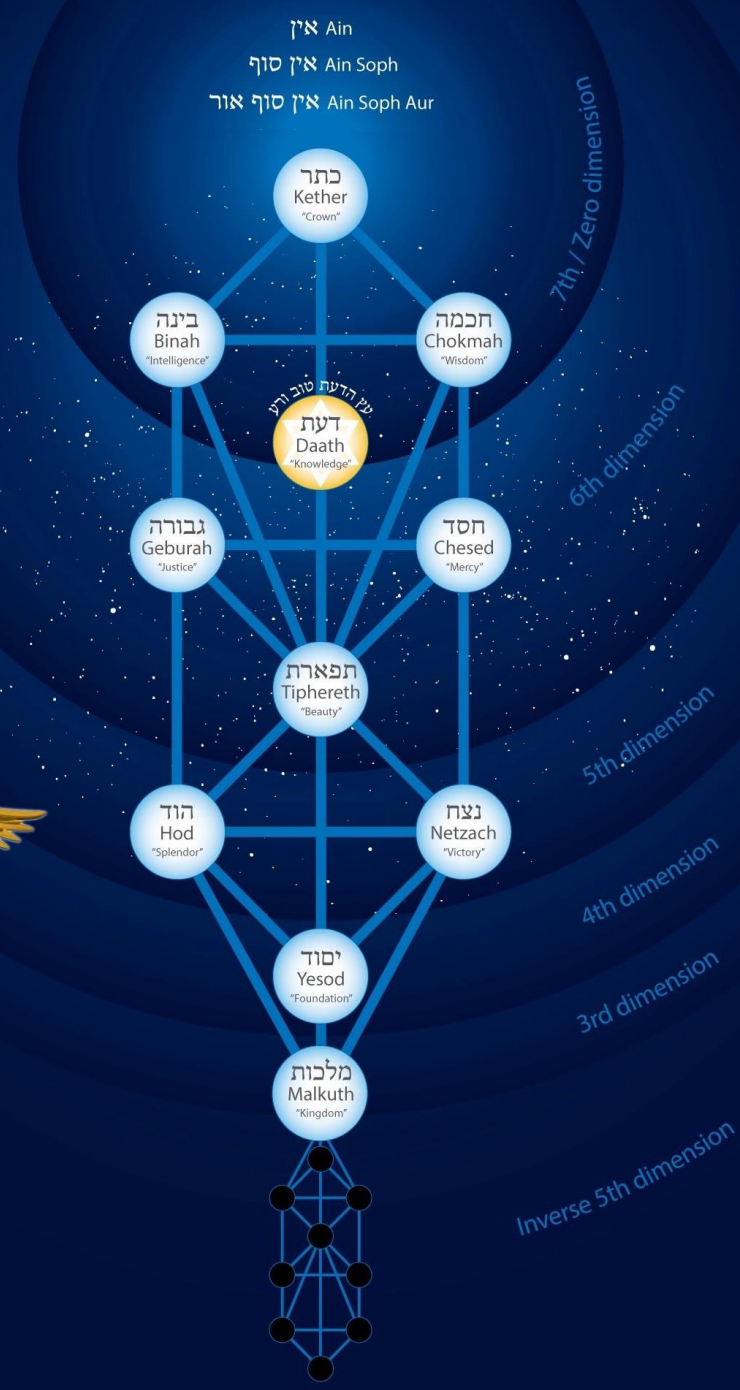 אין Ain
אין סוף Ain Soph
אין סוף אור Ain Soph Aur
7th / Zero dimension
כתר
Kether
"Crown"
בינה
Binah
"Intelligence"
חכמה
Chokmah
"Wisdom"
עץ הדעת טוב ורע
דעת
Daath
"Knowledge"
6th dimension
גבורה
Geburah
"Justice"
חסד
Chesed
"Mercy"
תפארת
Tiphereth
"Beauty"
5th dimension
הוד
Hod
"Splendor"
נצח
Netzach
"Victory"
4th dimension
יסוד
Yesod
"Foundation"
3rd dimension
מלכות
Malkuth
"Kingdom"
Inverse 5th dimension